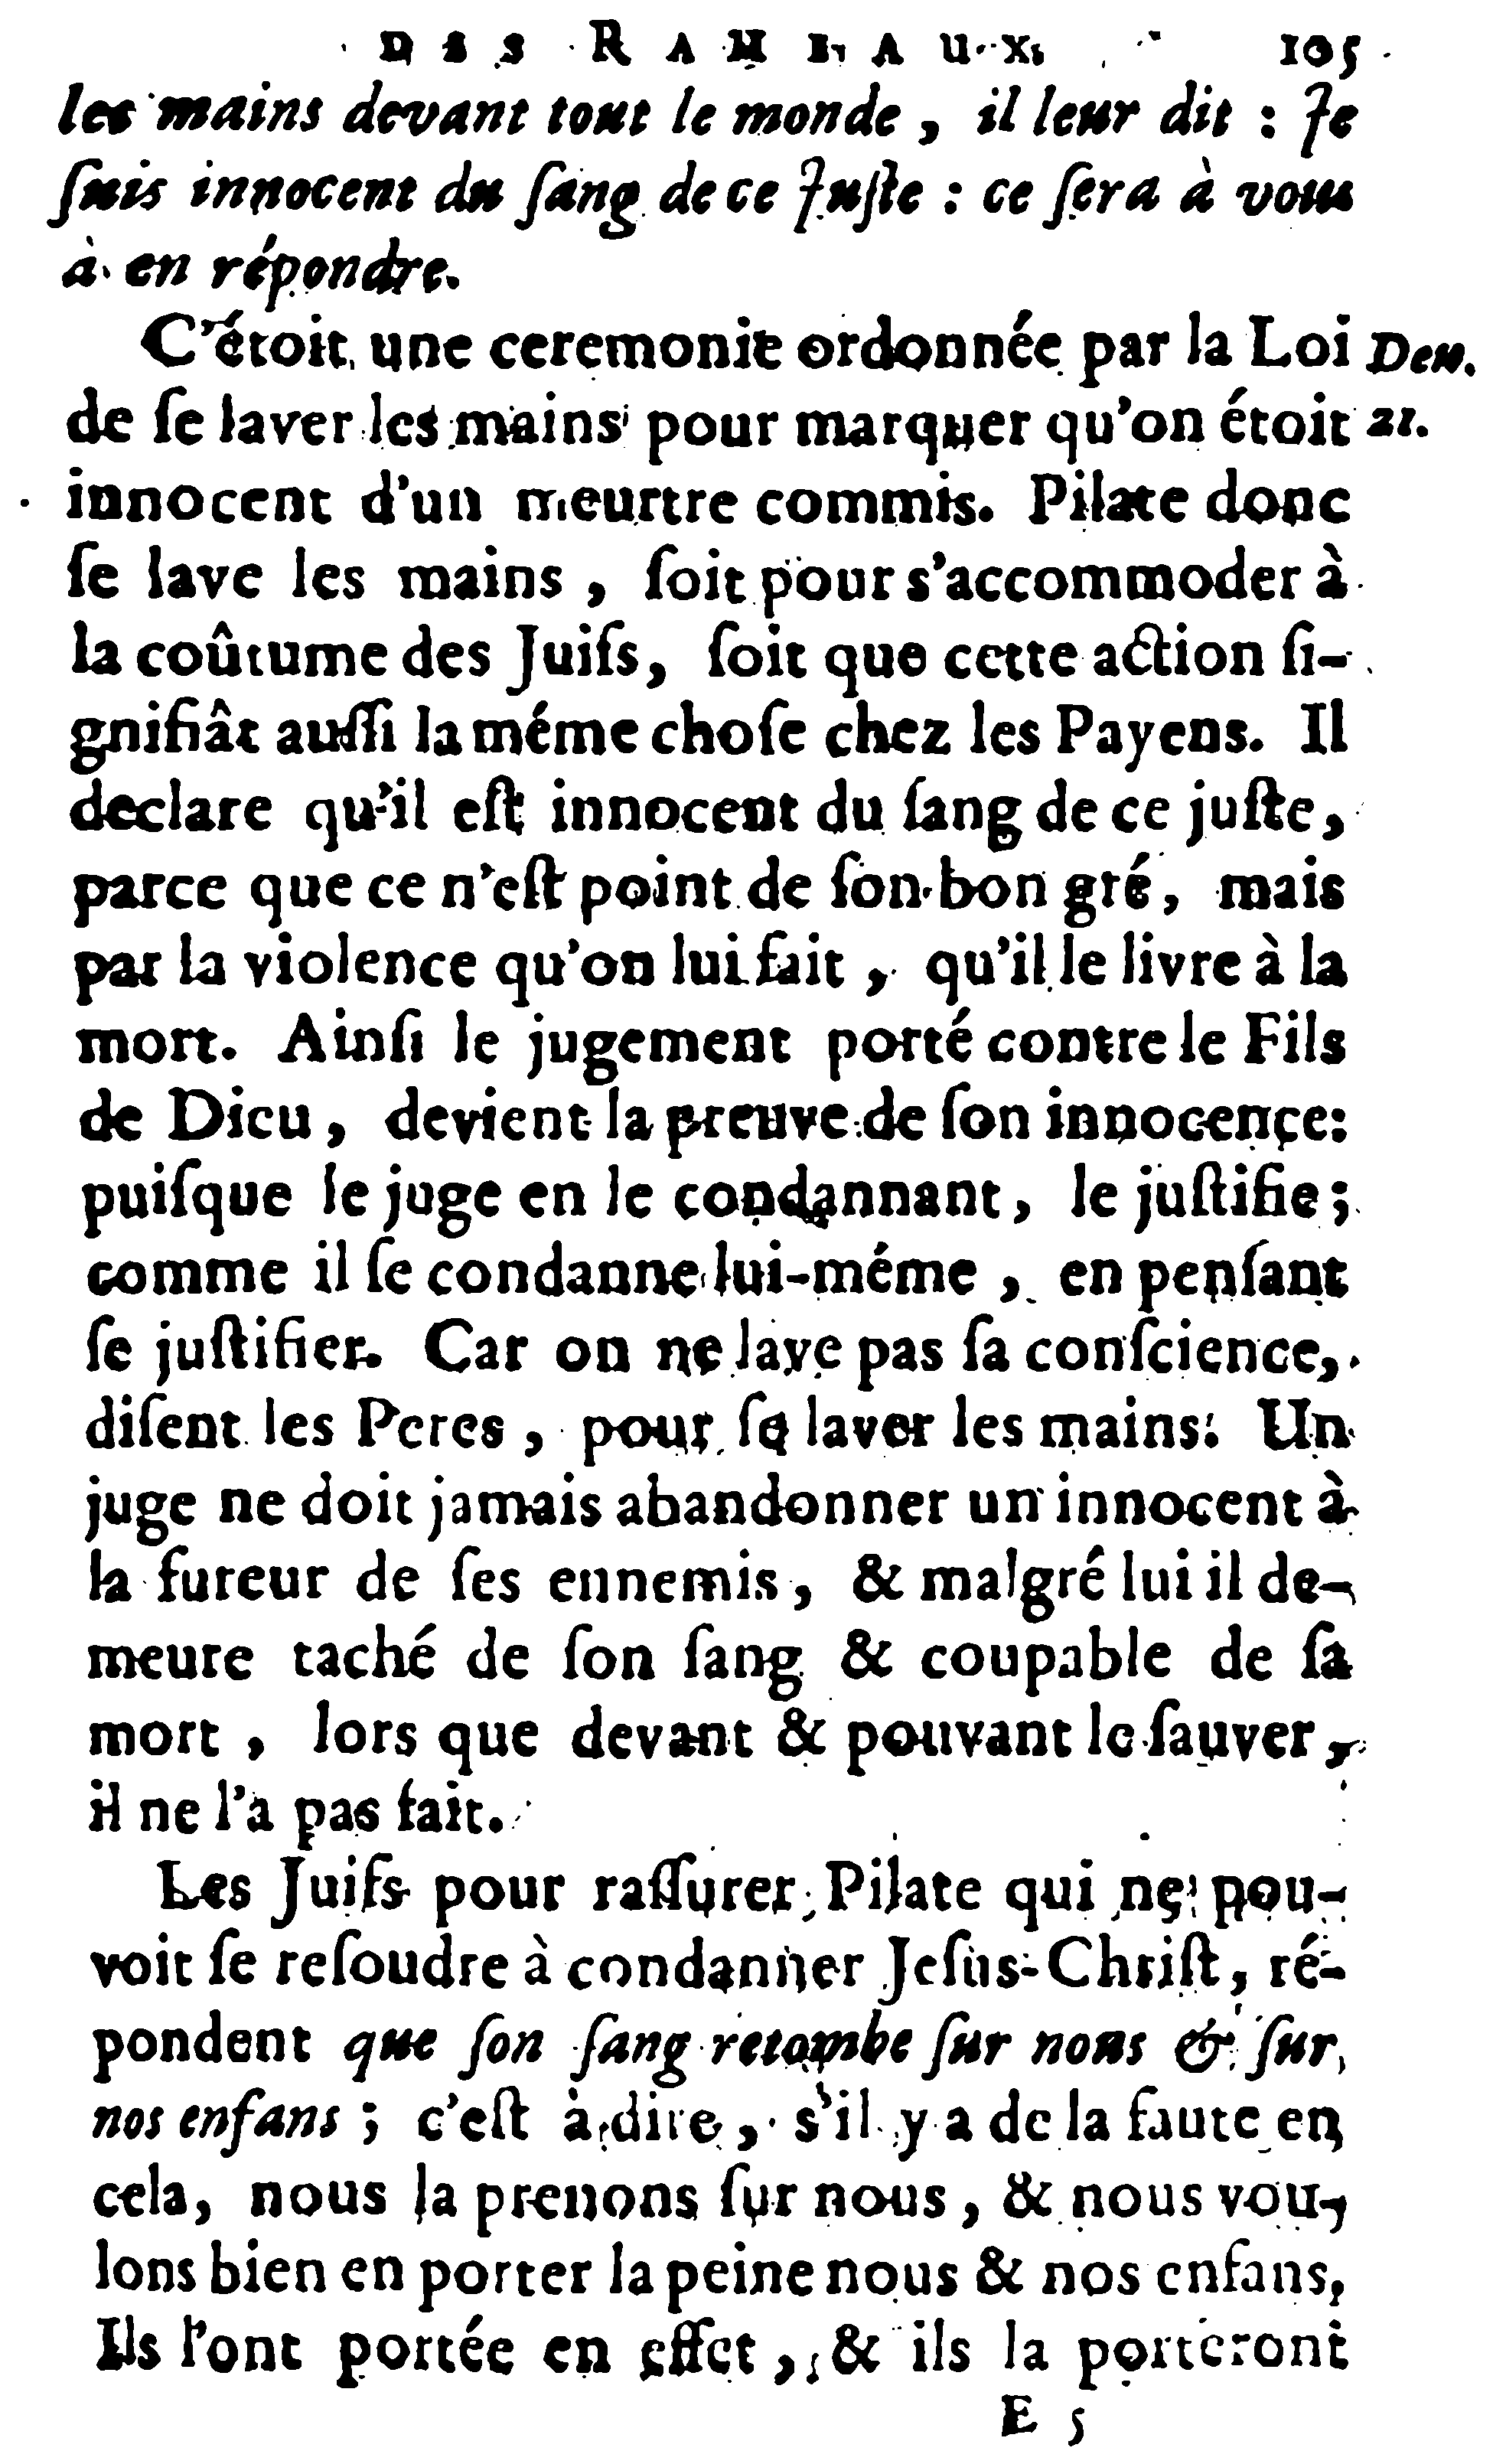 DES RAMEAUX. 105
les mains devant tout le monde, il leur dit : Je
ſuis innocent du ſang de ce Juſte : ce ſera à vous
à en répondre.
C'étoit une ceremonie ordonnée par la Loi Deu.
de ſe laver les mains pour marquer qu'on étoit 21.
innocent d'un meurtre commis. Pilate donc
ſe lave les mains, ſoit pour s'accommoder à
la coûtume des Juifs, ſoit que cette action ſi-
gnifiât auſſi la méme choſe chez les Payens. Il
declare qu'il eſt innocent du ſang de ce juſte,
parce que ce n'eſt point de ſon bon gré, mais
par la violence qu'on lui fait, qu'il le livre à la
mort. Ainſi le jugement porté contre le Fils
de Dieu, devient la preuve de ſon innocence:
puiſque le juge en le condannant, le juſtifie;
comme il ſe condanne lui-méme, en penſant
ſe juſtifier. Car on ne lave pas ſa conſcience,
diſent les Peres, pour ſe laver les mains. Un
juge ne doit jamais abandonner un innocent à
la fureur de ſes ennemis, & malgré lui il de-
meure taché de ſon ſang & coupable de ſa
mort, lors que devant & pouvant le ſauver,
il ne l'a pas fait.
Les Juifs pour raſſurer Pilate qui ne pou-
voit ſe reſoudre à condanner Jeſus-Chriſt, ré-
pondent que ſon ſang retombe ſur nous & ſur
nos enfans ; c'eſt à dire, s'il y a de la faute en
cela, nous la prenons ſur nous, & nous vou-
lons bien en porter la peine nous & nos enfans,
Ils l'ont portée en effet, & ils la porteront
E 5